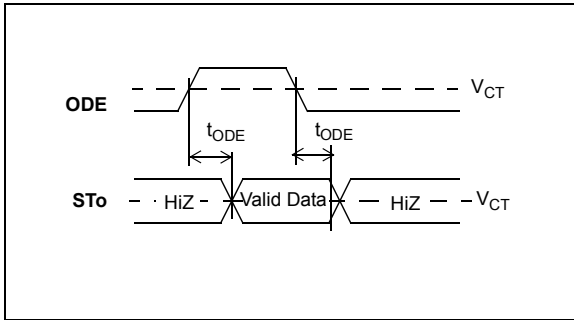 V_CT
ODE
t_ODE t_ODE
STo HiZ Valid Data HiZ V_CT